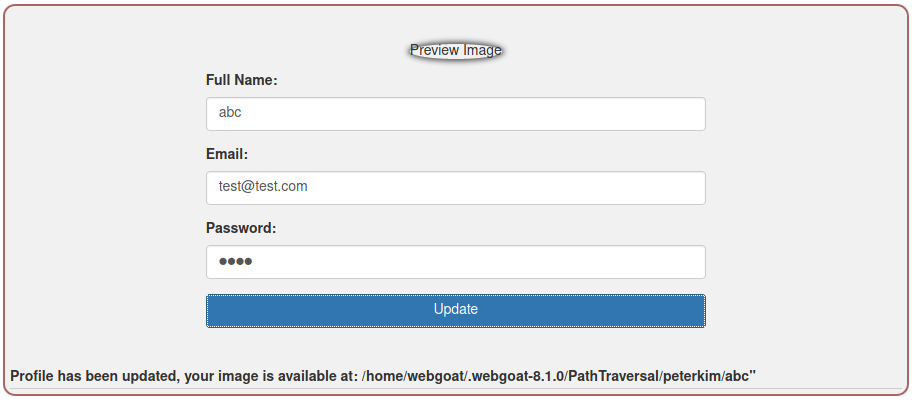 Preview Image
Full Name:
abc
Email:
test@test.com
Password:
●●●●
Update
Profile has been updated, your image is available at: /home/webgoat/.webgoat-8.1.0/PathTraversal/peterkim/abc"